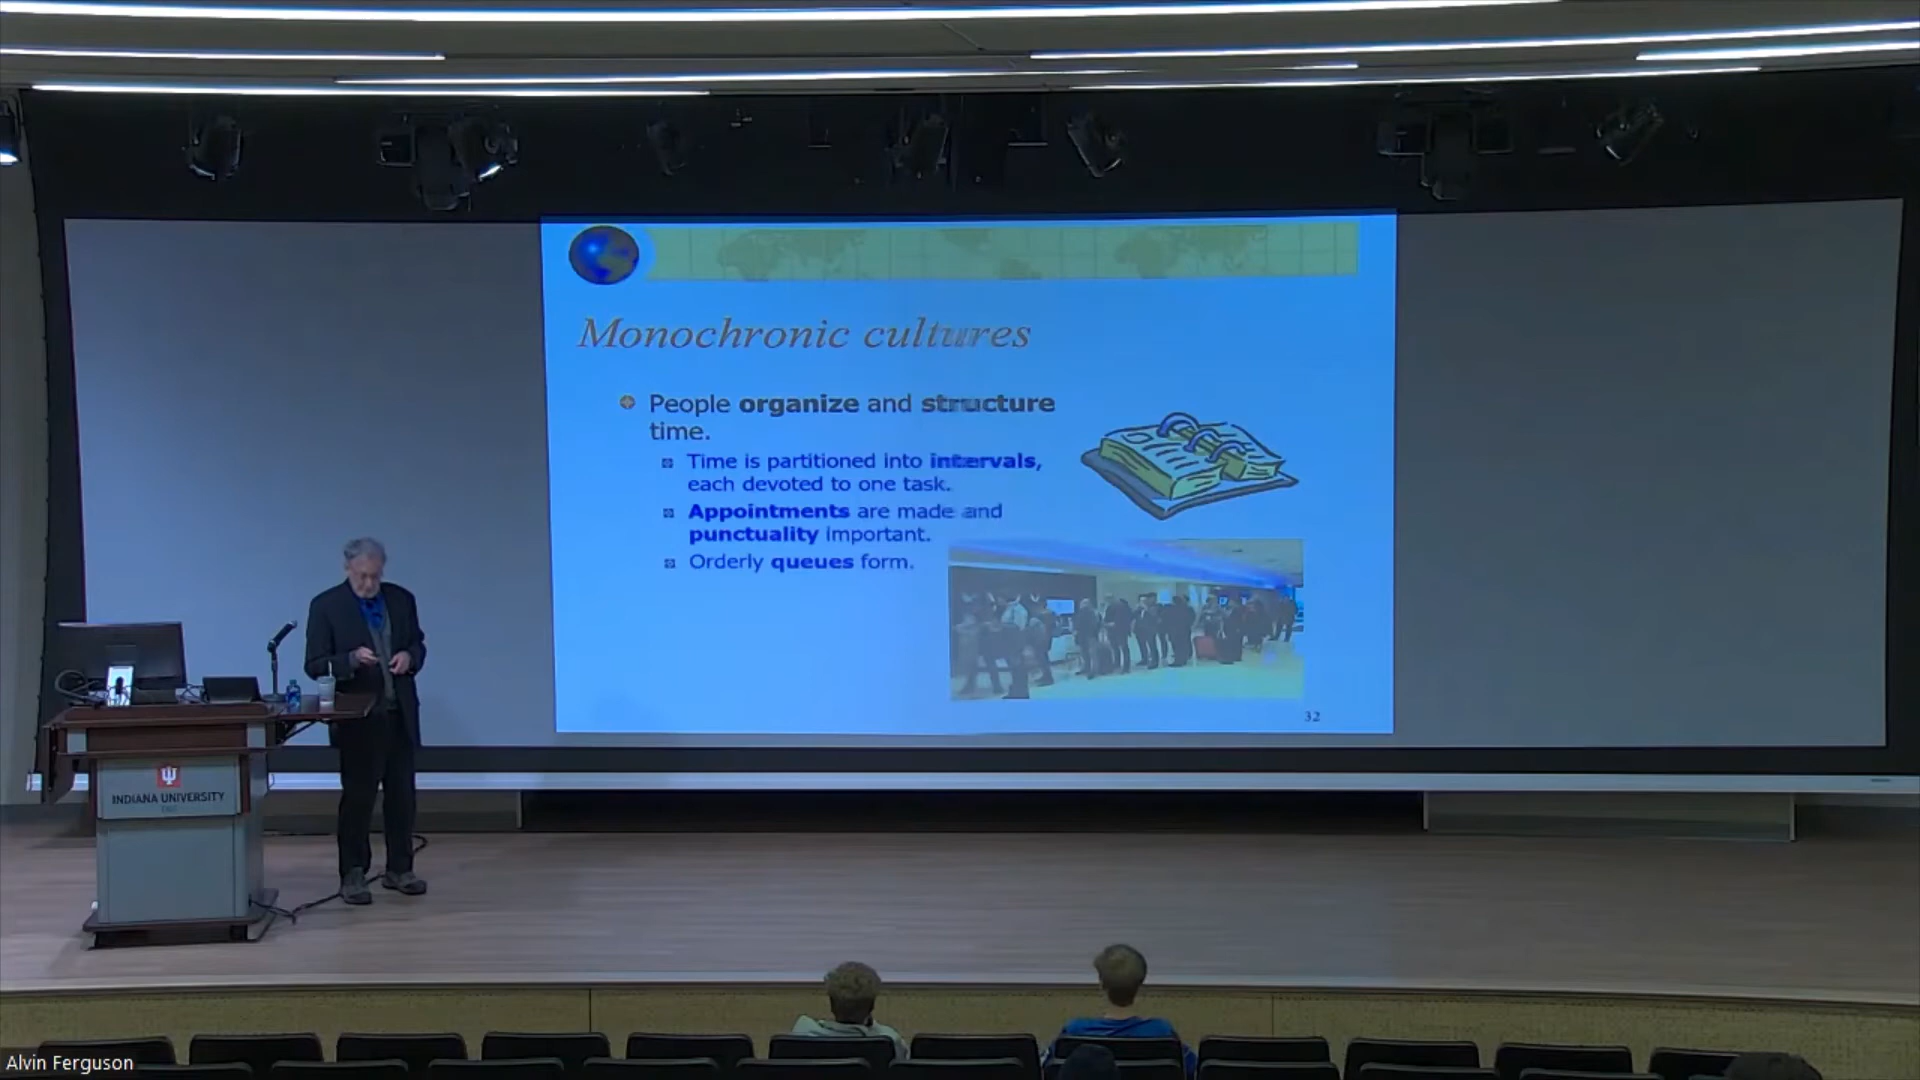 Monochronic cultures
People organize and structure
time.
Time is partitioned into intervals,
each devoted to one task.
Appointments are made and
punctuality important.
Orderly queues form.
32
INDIANA UNIVERSITY
Alvin Ferguson